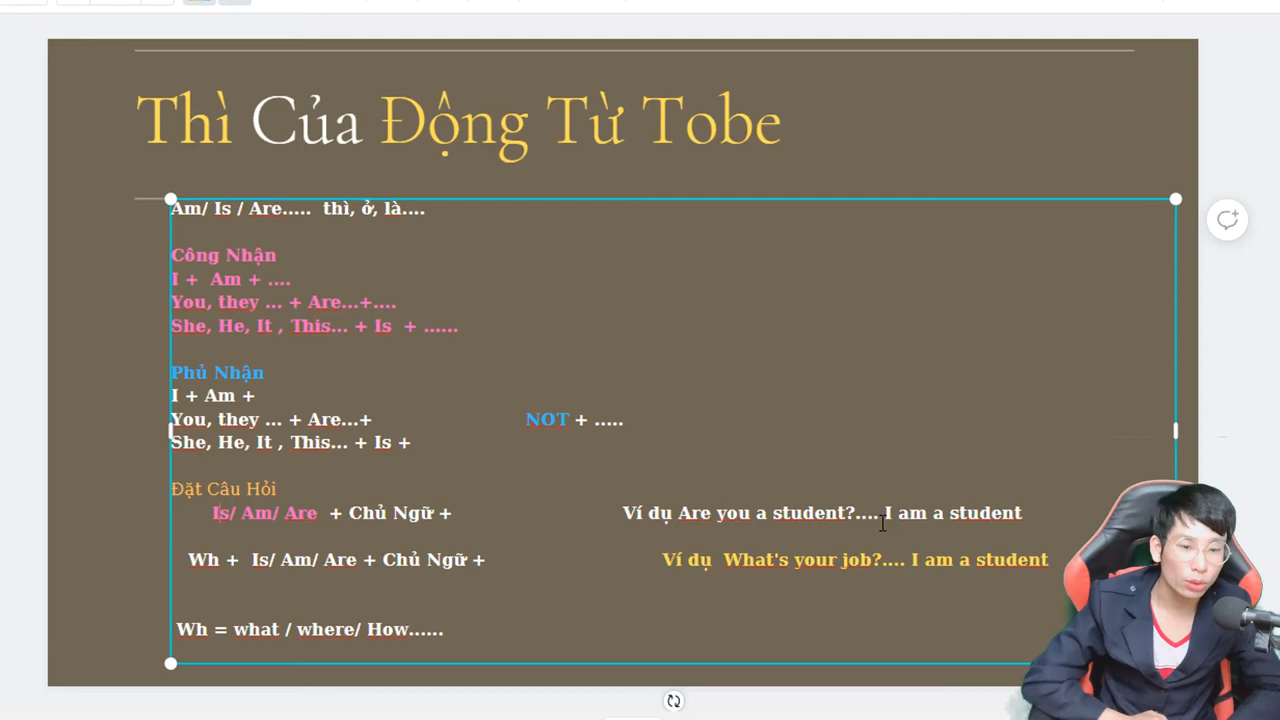 Thì Của Động Từ Tobe
Am/ Is / Are..... thì, ở, là....
Công Nhận
I + Am + ....
You, they ... + Are...+....
She, He, It , This... + Is + ......
Phủ Nhận
I + Am +
You, they ... + Are...+ NOT + .....
She, He, It , This... + Is +
Đặt Câu Hỏi
Is/ Am/ Are + Chủ Ngữ + Ví dụ Are you a student?.... I am a student
Wh + Is/ Am/ Are + Chủ Ngữ + Ví dụ What's your job?.... I am a student
Wh = what / where/ How......